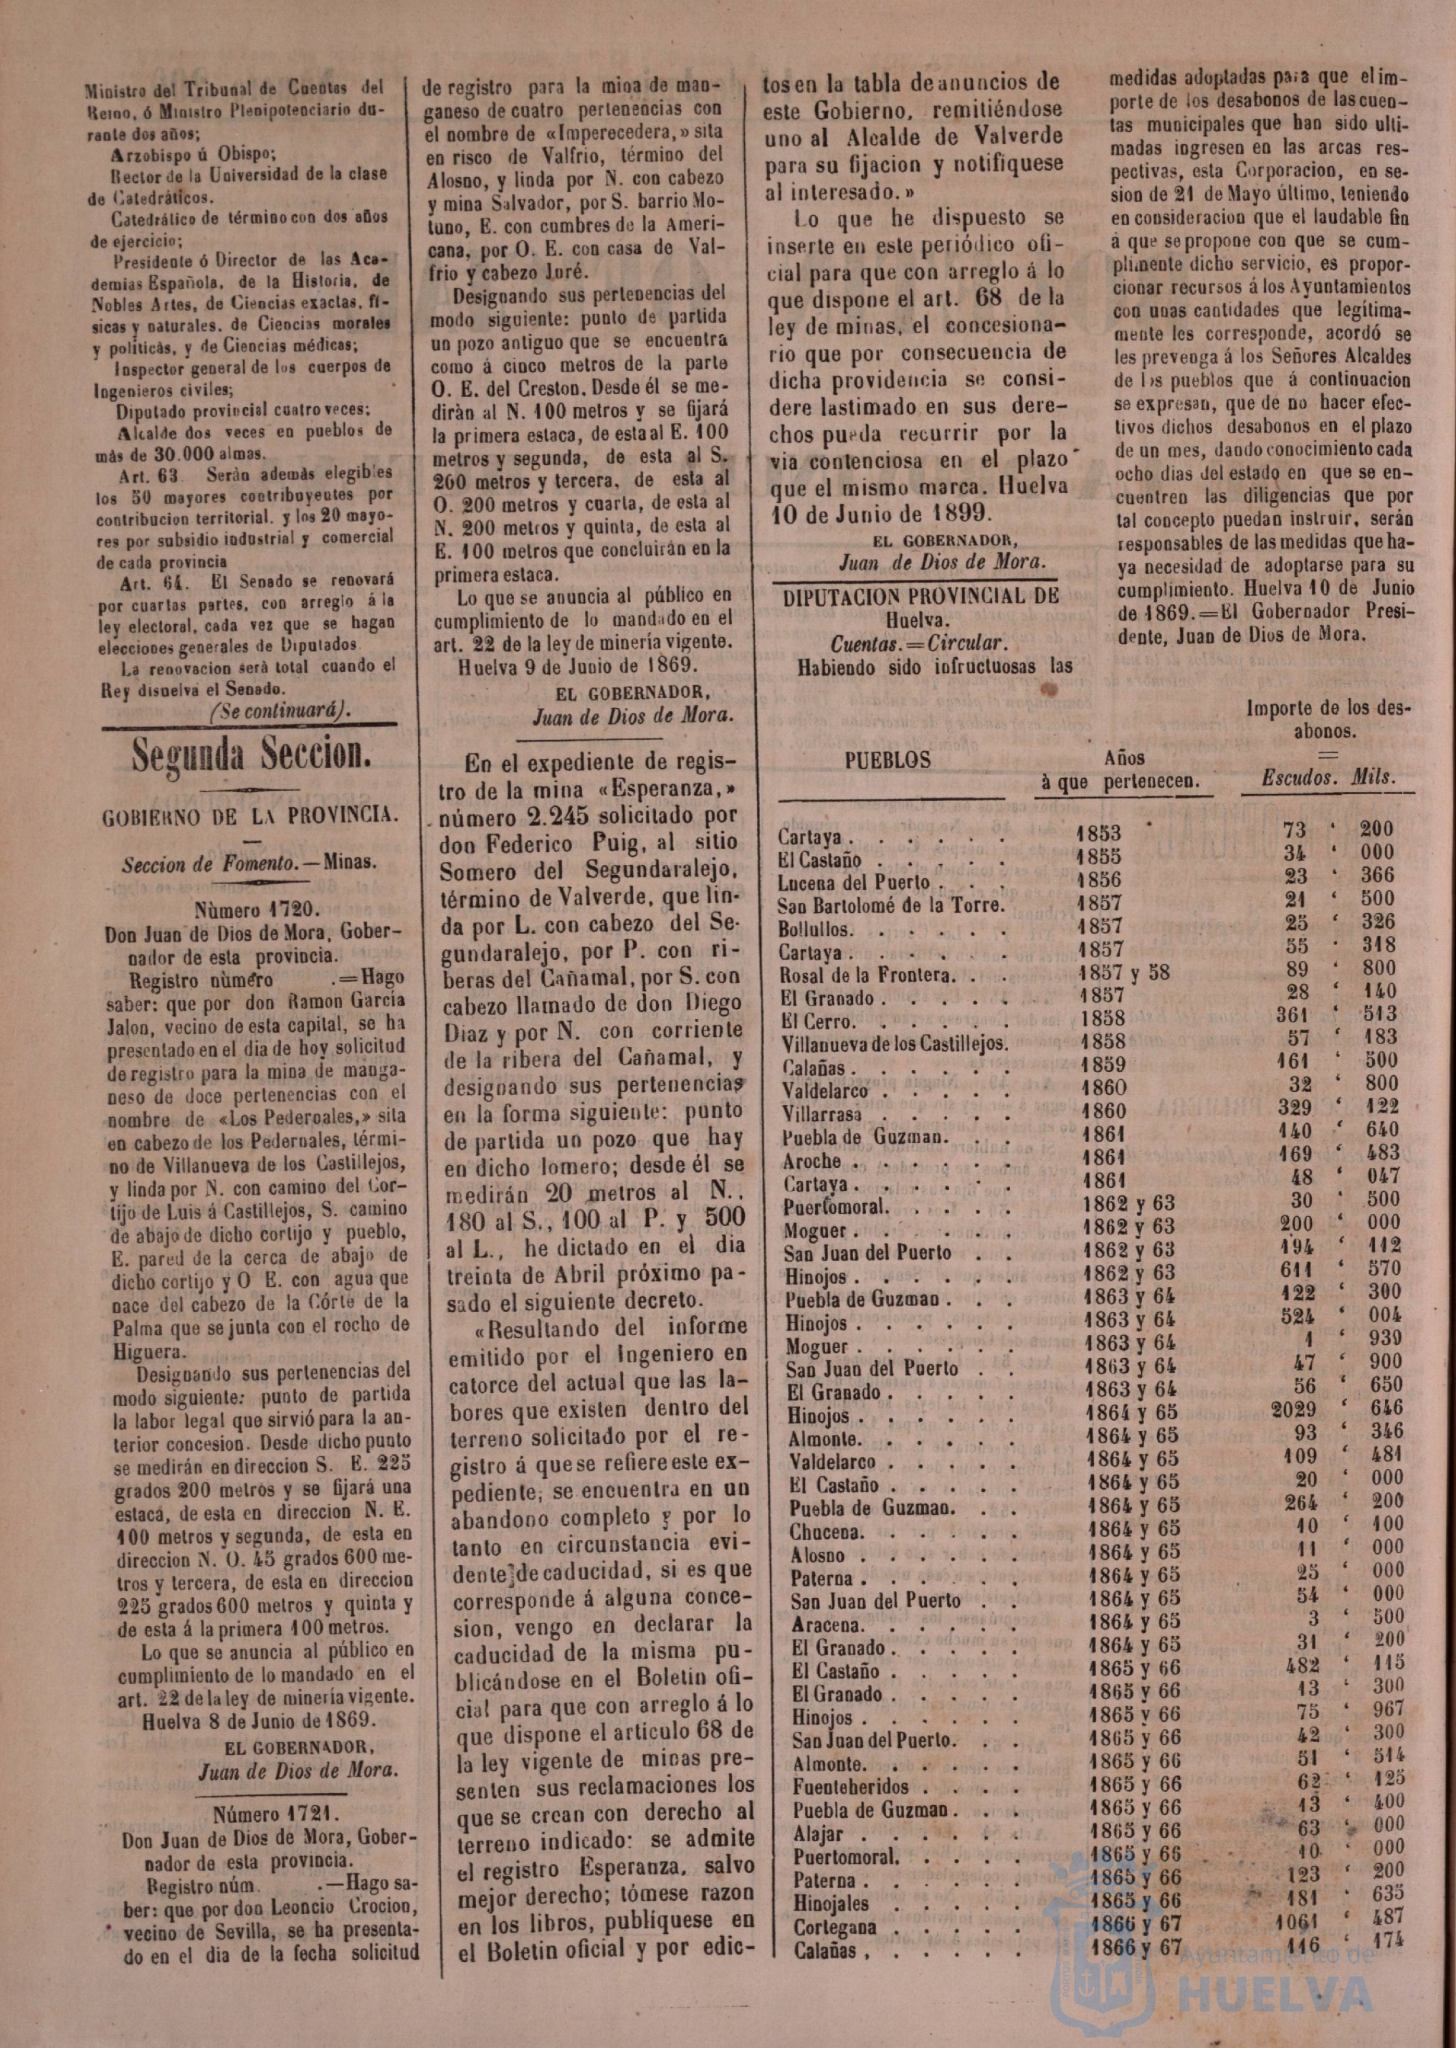 Ministro del Tribunal de Cuentas del
Reino, ó Ministro Plenipotenciario du-
rante dos años;
Arzobispo ú Obispo;
Rector de la Universidad de la clase
de Catedráticos.
Catedrático de término con dos años
de ejercicio;
Presidente ó Director de las Aca-
demias Española, de la Historia, de
Nobles Artes, de Ciencias exactas, fí-
sicas y naturales, de Ciencias morales
y políticas, y de Ciencias médicas;
Inspector general de los cuerpos de
Ingenieros civiles;
Diputado provincial cuatro veces;
Alcalde dos veces en pueblos de
más de 30.000 almas.
Art. 63. Serán además elegibles
los 50 mayores contribuyentes por
contribucion territorial, y los 20 mayo-
res por subsidio industrial y comercial
de cada provincia
Art. 64. El Senado se renovará
por cuartas partes, con arreglo á la
ley electoral, cada vez que se hagan
elecciones generales de Diputados.
La renovacion será total cuando el
Rey disuelva el Senado.
(Se continuará).
Segunda Seccion.
GOBIERNO DE LA PROVINCIA.
Seccion de Fomento.—Minas.
Nùmero 1720.
Don Juan de Dios de Mora, Gober-
nador de esta provincia.
Registro nùmero .=Hago
saber: que por don Ramon Garcia
Jalon, vecino de esta capital, se ha
presentado en el dia de hoy solicitud
de registro para la mina de manga-
neso de doce pertenencias con el
nombre de «Los Pedernales,» sita
en cabezo de los Pedernales, térmi-
no de Villanueva de los Castillejos,
y linda por N. con camino del Cor-
tijo de Luis á Castillejos, S. camino
de abajo de dicho cortijo y pueblo,
E. pared de la cerca de abajo de
dicho cortijo y O E. con agua que
nace del cabezo de la Córte de la
Palma que se junta con el rocho de
Higuera.
Designando sus pertenencias del
modo siguiente: punto de partida
la labor legal que sirvió para la an-
terior concesion. Desde dicho punto
se medirán en direccion S. E. 225
grados 200 metros y se fijará una
estaca, de esta en direccion N. E.
100 metros y segunda, de esta en
direccion N. O. 45 grados 600 me-
tros y tercera, de esta en direccion
225 grados 600 metros y quinta y
de esta á la primera 100 metros.
Lo que se anuncia al público en
cumplimiento de lo mandado en el
art. 22 de la ley de minería vigente.
Huelva 8 de Junio de 1869.
EL GOBERNADOR,
Juan de Dios de Mora.
Número 1721.
Don Juan de Dios de Mora, Gober-
nador de esta provincia.
Registro núm. .—Hago sa-
ber: que por don Leoncio Crocion,
vecino de Sevilla, se ha presenta-
do en el dia de la fecha solicitud
de registro para la mina de man-
ganeso de cuatro pertenencias con
el nombre de «Imperecedera,» sita
en risco de Valfrio, término del
Alosno, y linda por N. con cabezo
y mina Salvador, por S. barrio Mo-
tuno, E. con cumbres de la Ameri-
cana, por O. E. con casa de Val-
frio y cabezo Juré.
Designando sus pertenencias del
modo siguiente: punto de partida
un pozo antiguo que se encuentra
como á cinco metros de la parte
O. E. del Creston. Desde él se me-
diràn al N. 100 metros y se fijará
la primera estaca, de esta al E. 100
metros y segunda, de esta al S.
200 metros y tercera, de esta al
O. 200 metros y cuarta, de esta al
N. 200 metros y quinta, de esta al
E. 100 metros que concluirán en la
primera estaca.
Lo que se anuncia al público en
cumplimiento de lo mandado en el
art. 22 de la ley de minería vigente.
Huelva 9 de Junio de 1869.
EL GOBERNADOR,
Juan de Dios de Mora.
En el expediente de regis-
tro de la mina «Esperanza,»
número 2.245 solicitado por
don Federico Puig, al sitio
Somero del Segundaralejo,
término de Valverde, que lin-
da por L. con cabezo del Se-
gundaralejo, por P. con ri-
beras del Cañamal, por S. con
cabezo llamado de don Diego
Diaz y por N. con corriente
de la ribera del Cañamal, y
designando sus pertenencias
en la forma siguiente: punto
de partida un pozo que hay
en dicho lomero; desde él se
medirán 20 metros al N.,
180 al S., 100 al P. y 500
al L., he dictado en el dia
treinta de Abril próximo pa-
sado el siguiente decreto.
«Resultando del informe
emitido por el Ingeniero en
catorce del actual que las la-
bores que existen dentro del
terreno solicitado por el re-
gistro á que se refiere este ex-
pediente, se encuentra en un
abandono completo y por lo
tanto en circunstancia evi-
dente de caducidad, si es que
corresponde á alguna conce-
sion, vengo en declarar la
caducidad de la misma pu-
blicándose en el Boletin ofi-
cial para que con arreglo á lo
que dispone el articulo 68 de
la ley vigente de minas pre-
senten sus reclamaciones los
que se crean con derecho al
terreno indicado: se admite
el registro Esperanza, salvo
mejor derecho; tómese razon
en los libros, publíquese en
el Boletin oficial y por edic-
tos en la tabla de anuncios de
este Gobierno, remitiéndose
uno al Alcalde de Valverde
para su fijacion y notifíquese
al interesado.»
Lo que he dispuesto se
inserte en este periódico ofi-
cial para que con arreglo á lo
que dispone el art. 68 de la
ley de minas, el concesiona-
rio que por consecuencia de
dicha providencia se consi-
dere lastimado en sus dere-
chos pueda recurrir por la
via contenciosa en el plazo
que el mismo marca. Huelva
10 de Junio de 1899.
EL GOBERNADOR,
Juan de Dios de Mora.
DIPUTACION PROVINCIAL DE
Huelva.
Cuentas.=Circular.
Habiendo sido infructuosas las
medidas adoptadas para que el im-
porte de los desabonos de las cuen-
tas municipales que han sido ulti-
madas ingresen en las arcas res-
pectivas, esta Corporacion, en se-
sion de 21 de Mayo último, teniendo
en consideracion que el laudable fin
á que se propone con que se cum-
plimente dicho servicio, es propor-
cionar recursos á los Ayuntamientos
con unas cantidades que legítima-
mente les corresponde, acordó se
les prevenga á los Señores Alcaldes
de los pueblos que á continuacion
se expresan, que de no hacer efec-
tivos dichos desabonos en el plazo
de un mes, dando conocimiento cada
ocho dias del estado en que se en-
cuentren las diligencias que por
tal concepto puedan instruir, serán
responsables de las medidas que ha-
ya necesidad de adoptarse para su
cumplimiento. Huelva 10 de Junio
de 1869.=El Gobernador Presi-
dente, Juan de Dios de Mora.
Importe de los des-
abonos.
PUEBLOS Años
à que pertenecen. Escudos. Mils.
Cartaya . . . . . . 1853 73 ‘ 200
El Castaño . . . . . 1855 34 ‘ 000
Lucena del Puerto . . . 1856 23 ‘ 366
San Bartolomé de la Torre. 1857 21 ‘ 500
Bollullos. . . . . . 1857 25 ‘ 326
Cartaya . . . . . . 1857 55 ‘ 318
Rosal de la Frontera. . . 1857 y 58 89 ‘ 800
El Granado . . . . . 1857 28 ‘ 140
El Cerro. . . . . . 1858 361 ‘ 513
Villanueva de los Castillejos. 1858 57 ‘ 183
Calañas . . . . . . 1859 161 ‘ 500
Valdelarco . . . . . 1860 32 ‘ 800
Villarrasa . . . . . 1860 329 ‘ 122
Puebla de Guzman. . . 1861 140 ‘ 640
Aroche . . . . . . 1861 169 ‘ 483
Cartaya . . . . . . 1861 48 ‘ 047
Puertomoral. . . . . 1862 y 63 30 ‘ 500
Moguer . . . . . . 1862 y 63 200 ‘ 000
San Juan del Puerto . . 1862 y 63 194 ‘ 112
Hinojos . . . . . . 1862 y 63 611 ‘ 570
Puebla de Guzman . . . 1863 y 64 122 ‘ 300
Hinojos . . . . . . 1863 y 64 524 ‘ 004
Moguer . . . . . . 1863 y 64 1 ‘ 939
San Juan del Puerto . . 1863 y 64 47 ‘ 900
El Granado . . . . . 1863 y 64 56 ‘ 650
Hinojos . . . . . . 1864 y 65 2029 ‘ 646
Almonte. . . . . . 1864 y 65 93 ‘ 346
Valdelarco . . . . . 1864 y 65 109 ‘ 481
El Castaño . . . . . 1864 y 65 20 ‘ 000
Puebla de Guzman. . . 1864 y 65 264 ‘ 200
Chucena. . . . . . 1864 y 65 10 ‘ 100
Alosno . . . . . . 1864 y 65 11 ‘ 000
Paterna . . . . . . 1864 y 65 25 ‘ 000
San Juan del Puerto . . 1864 y 65 54 ‘ 000
Aracena. . . . . . 1864 y 65 3 ‘ 500
El Granado . . . . . 1864 y 65 31 ‘ 200
El Castaño . . . . . 1865 y 66 482 ‘ 115
El Granado . . . . . 1865 y 66 13 ‘ 300
Hinojos . . . . . . 1865 y 66 75 ‘ 967
San Juan del Puerto. . . 1865 y 66 42 ‘ 300
Almonte. . . . . . 1865 y 66 51 ‘ 514
Fuenteheridos . . . . 1865 y 66 62 ‘ 125
Puebla de Guzman . . . 1865 y 66 13 ‘ 400
Alajar . . . . . . 1865 y 66 63 ‘ 000
Puertomoral. . . . . 1865 y 66 10 ‘ 000
Paterna . . . . . . 1865 y 66 123 ‘ 200
Hinojales . . . . . 1865 y 66 181 ‘ 635
Cortegana . . . . . 1866 y 67 1061 ‘ 487
Calañas , . . . . . 1866 y 67 116 ‘ 174
Ayuntamiento de
HUELVA